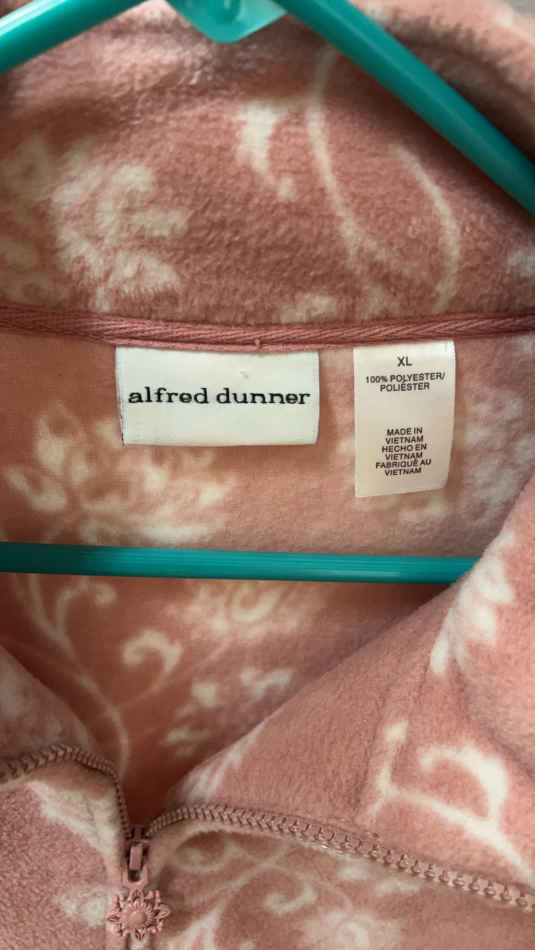 alfred dunner
XL
100% POLYESTER/
POLIÉSTER
MADE IN
VIETNAM
HECHO EN
VIETNAM
FABRIQUÉ AU
VIETNAM